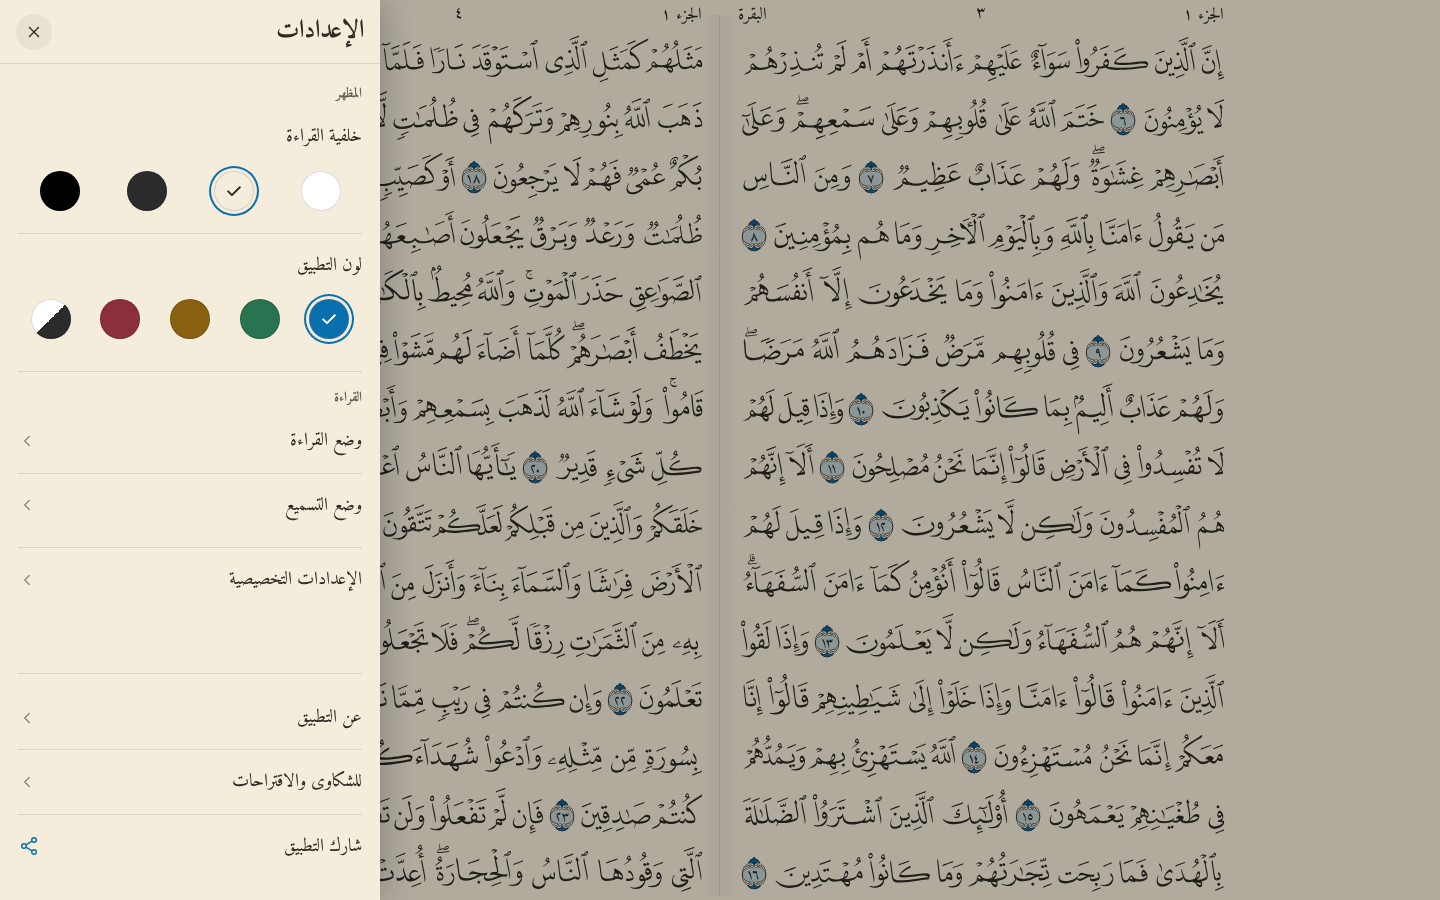 الإعدادات
المظهر
خلفية القراءة
لون التطبيق
القراءة
وضع القراءة
وضع التسميع
الإعدادات التخصيصية
عن التطبيق
للشكاوى والاقتراحات
شارك التطبيق
الجزء ١
٣
البقرة
إِنَّ ٱلَّذِينَ كَفَرُوا۟ سَوَآءٌ عَلَيْهِمْ ءَأَنذَرْتَهُمْ أَمْ لَمْ تُنذِرْهُمْ
لَا يُؤْمِنُونَ ٦ خَتَمَ ٱللَّهُ عَلَىٰ قُلُوبِهِمْ وَعَلَىٰ سَمْعِهِمْ ۖ وَعَلَىٰٓ
أَبْصَـٰرِهِمْ غِشَـٰوَةٌ ۖ وَلَهُمْ عَذَابٌ عَظِيمٌ ٧ وَمِنَ ٱلنَّاسِ
مَن يَقُولُ ءَامَنَّا بِٱللَّهِ وَبِٱلْيَوْمِ ٱلْـَٔاخِرِ وَمَا هُم بِمُؤْمِنِينَ ٨
يُخَـٰدِعُونَ ٱللَّهَ وَٱلَّذِينَ ءَامَنُوا۟ وَمَا يَخْدَعُونَ إِلَّآ أَنفُسَهُمْ
وَمَا يَشْعُرُونَ ٩ فِى قُلُوبِهِم مَّرَضٌ فَزَادَهُمُ ٱللَّهُ مَرَضًا ۖ
وَلَهُمْ عَذَابٌ أَلِيمٌۢ بِمَا كَانُوا۟ يَكْذِبُونَ ١٠ وَإِذَا قِيلَ لَهُمْ
لَا تُفْسِدُوا۟ فِى ٱلْأَرْضِ قَالُوٓا۟ إِنَّمَا نَحْنُ مُصْلِحُونَ ١١ أَلَآ إِنَّهُمْ
هُمُ ٱلْمُفْسِدُونَ وَلَـٰكِن لَّا يَشْعُرُونَ ١٢ وَإِذَا قِيلَ لَهُمْ
ءَامِنُوا۟ كَمَآ ءَامَنَ ٱلنَّاسُ قَالُوٓا۟ أَنُؤْمِنُ كَمَآ ءَامَنَ ٱلسُّفَهَآءُ ۗ
أَلَآ إِنَّهُمْ هُمُ ٱلسُّفَهَآءُ وَلَـٰكِن لَّا يَعْلَمُونَ ١٣ وَإِذَا لَقُوا۟
ٱلَّذِينَ ءَامَنُوا۟ قَالُوٓا۟ ءَامَنَّا وَإِذَا خَلَوْا۟ إِلَىٰ شَيَـٰطِينِهِمْ قَالُوٓا۟ إِنَّا
مَعَكُمْ إِنَّمَا نَحْنُ مُسْتَهْزِءُونَ ١٤ ٱللَّهُ يَسْتَهْزِئُ بِهِمْ وَيَمُدُّهُمْ
فِى طُغْيَـٰنِهِمْ يَعْمَهُونَ ١٥ أُو۟لَـٰٓئِكَ ٱلَّذِينَ ٱشْتَرَوُا۟ ٱلضَّلَـٰلَةَ
بِٱلْهُدَىٰ فَمَا رَبِحَت تِّجَـٰرَتُهُمْ وَمَا كَانُوا۟ مُهْتَدِينَ ١٦
الجزء ١
٤
مَثَلُهُمْ كَمَثَلِ ٱلَّذِى ٱسْتَوْقَدَ نَارًا فَلَمَّآ
ذَهَبَ ٱللَّهُ بِنُورِهِمْ وَتَرَكَهُمْ فِى ظُلُمَـٰتٍ
بُكْمٌ عُمْىٌ فَهُمْ لَا يَرْجِعُونَ ١٨ أَوْ كَصَيِّبٍ
ظُلُمَـٰتٌ وَرَعْدٌ وَبَرْقٌ يَجْعَلُونَ أَصَـٰبِعَهُ
ٱلصَّوَٰعِقِ حَذَرَ ٱلْمَوْتِ ۚ وَٱللَّهُ مُحِيطٌۢ بِٱلْكَـ
يَخْطَفُ أَبْصَـٰرَهُمْ ۖ كُلَّمَآ أَضَآءَ لَهُم مَّشَوْا۟
قَامُوا۟ ۚ وَلَوْ شَآءَ ٱللَّهُ لَذَهَبَ بِسَمْعِهِمْ وَأَبْـ
كُلِّ شَىْءٍ قَدِيرٌ ٢٠ يَـٰٓأَيُّهَا ٱلنَّاسُ ٱعْـ
خَلَقَكُمْ وَٱلَّذِينَ مِن قَبْلِكُمْ لَعَلَّكُمْ تَتَّقُونَ
ٱلْأَرْضَ فِرَٰشًا وَٱلسَّمَآءَ بِنَآءً وَأَنزَلَ مِنَ
بِهِۦ مِنَ ٱلثَّمَرَٰتِ رِزْقًا لَّكُمْ ۖ فَلَا تَجْعَلُو
تَعْلَمُونَ ٢٢ وَإِن كُنتُمْ فِى رَيْبٍ مِّمَّا نَـ
بِسُورَةٍ مِّن مِّثْلِهِۦ وَٱدْعُوا۟ شُهَدَآءَكُـ
كُنتُمْ صَـٰدِقِينَ ٢٣ فَإِن لَّمْ تَفْعَلُوا۟ وَلَن تَـ
ٱلَّتِى وَقُودُهَا ٱلنَّاسُ وَٱلْحِجَارَةُ ۖ أُعِدَّتْ